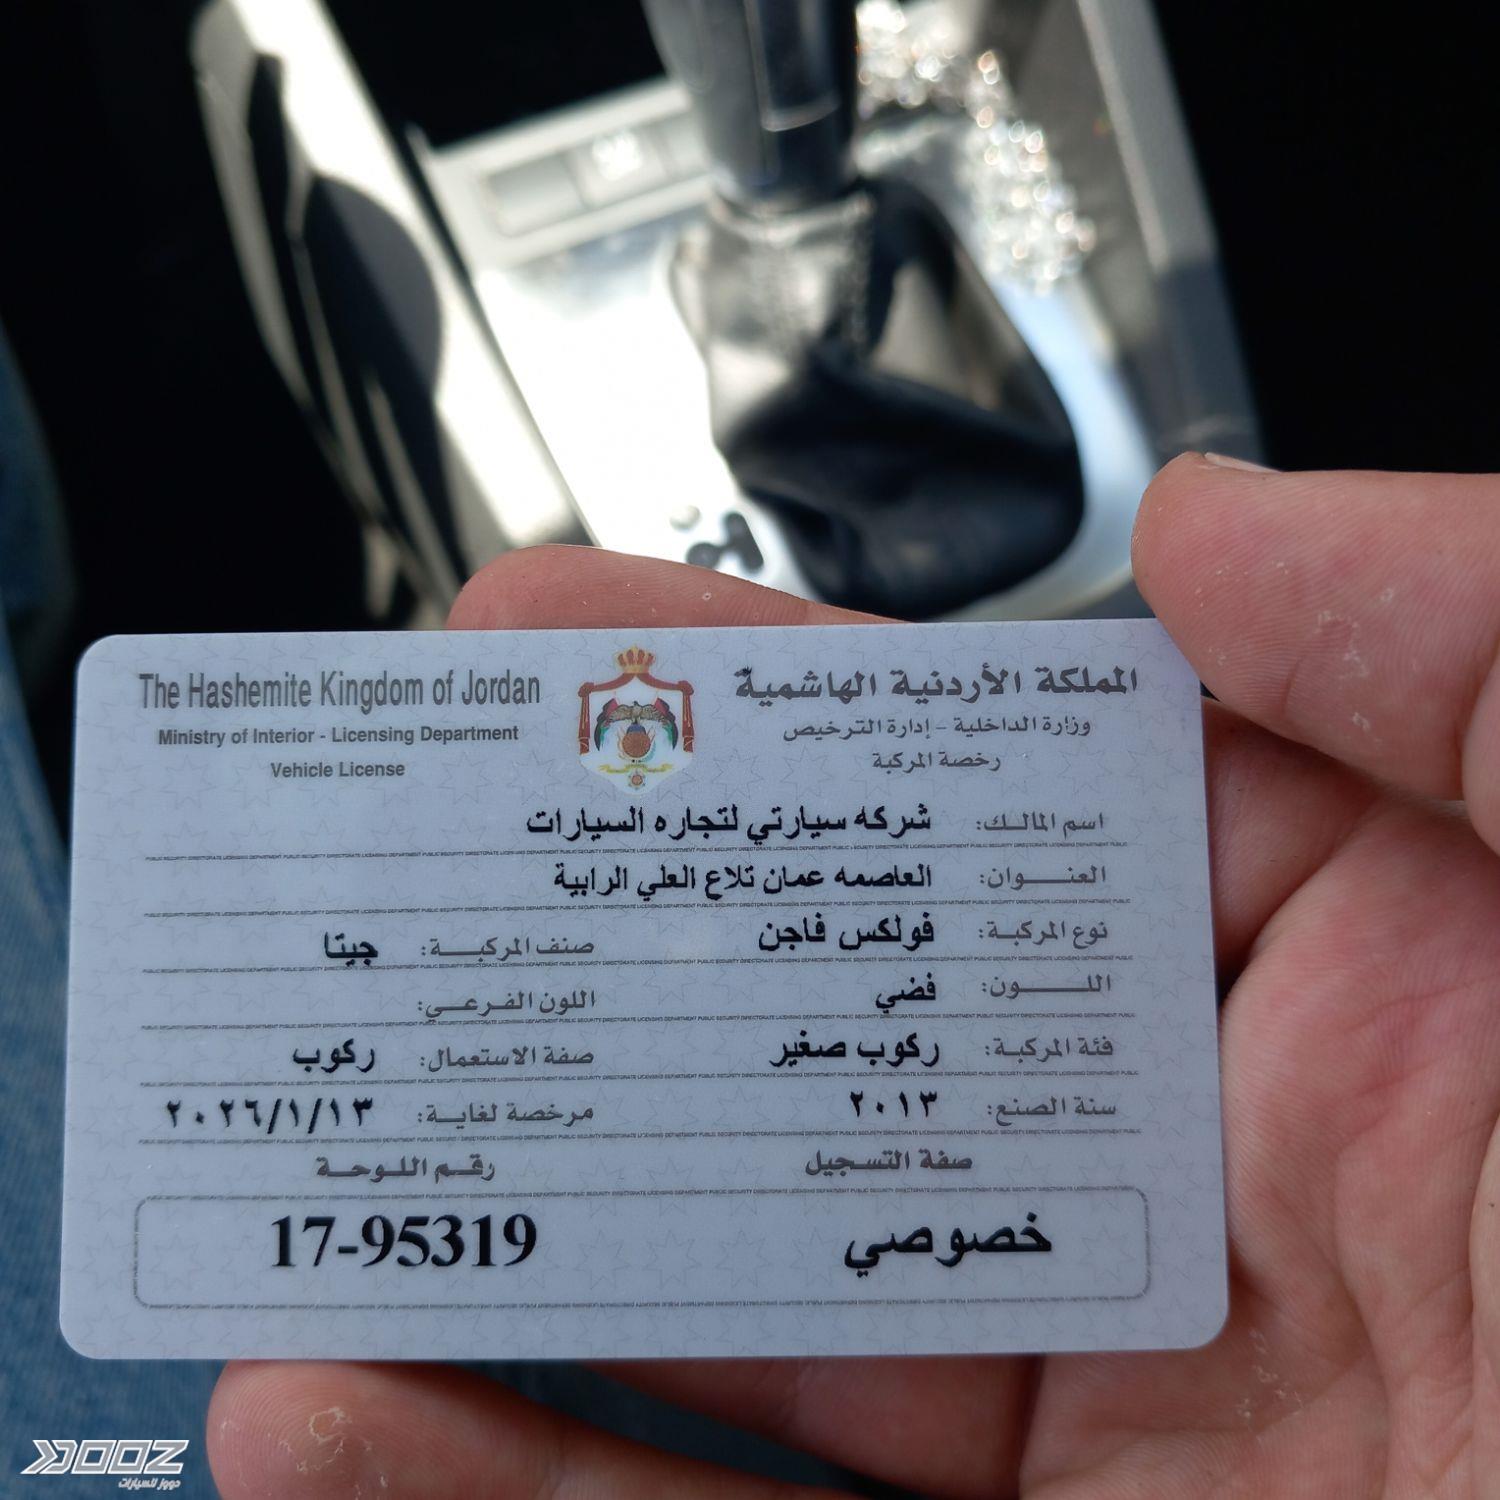 المملكة الأردنية الهاشمية
The Hashemite Kingdom of Jordan
وزارة الداخلية - إدارة الترخيص
Ministry of Interior - Licensing Department
رخصة المركبة
Vehicle License
اسم المالك: شركه سيارتي لتجاره السيارات
العنوان: العاصمه عمان تلاع العلي الرابية
نوع المركبة: فولكس فاجن صنف المركبة: جيتا
اللون: فضي اللون الفرعي:
فئة المركبة: ركوب صغير صفة الاستعمال: ركوب
سنة الصنع: ٢٠١٣ مرخصة لغاية: ٢٠٢٦/١/١٣
صفة التسجيل رقم اللوحة
خصوصي 17-95319
DOOZ
دووز للسيارات